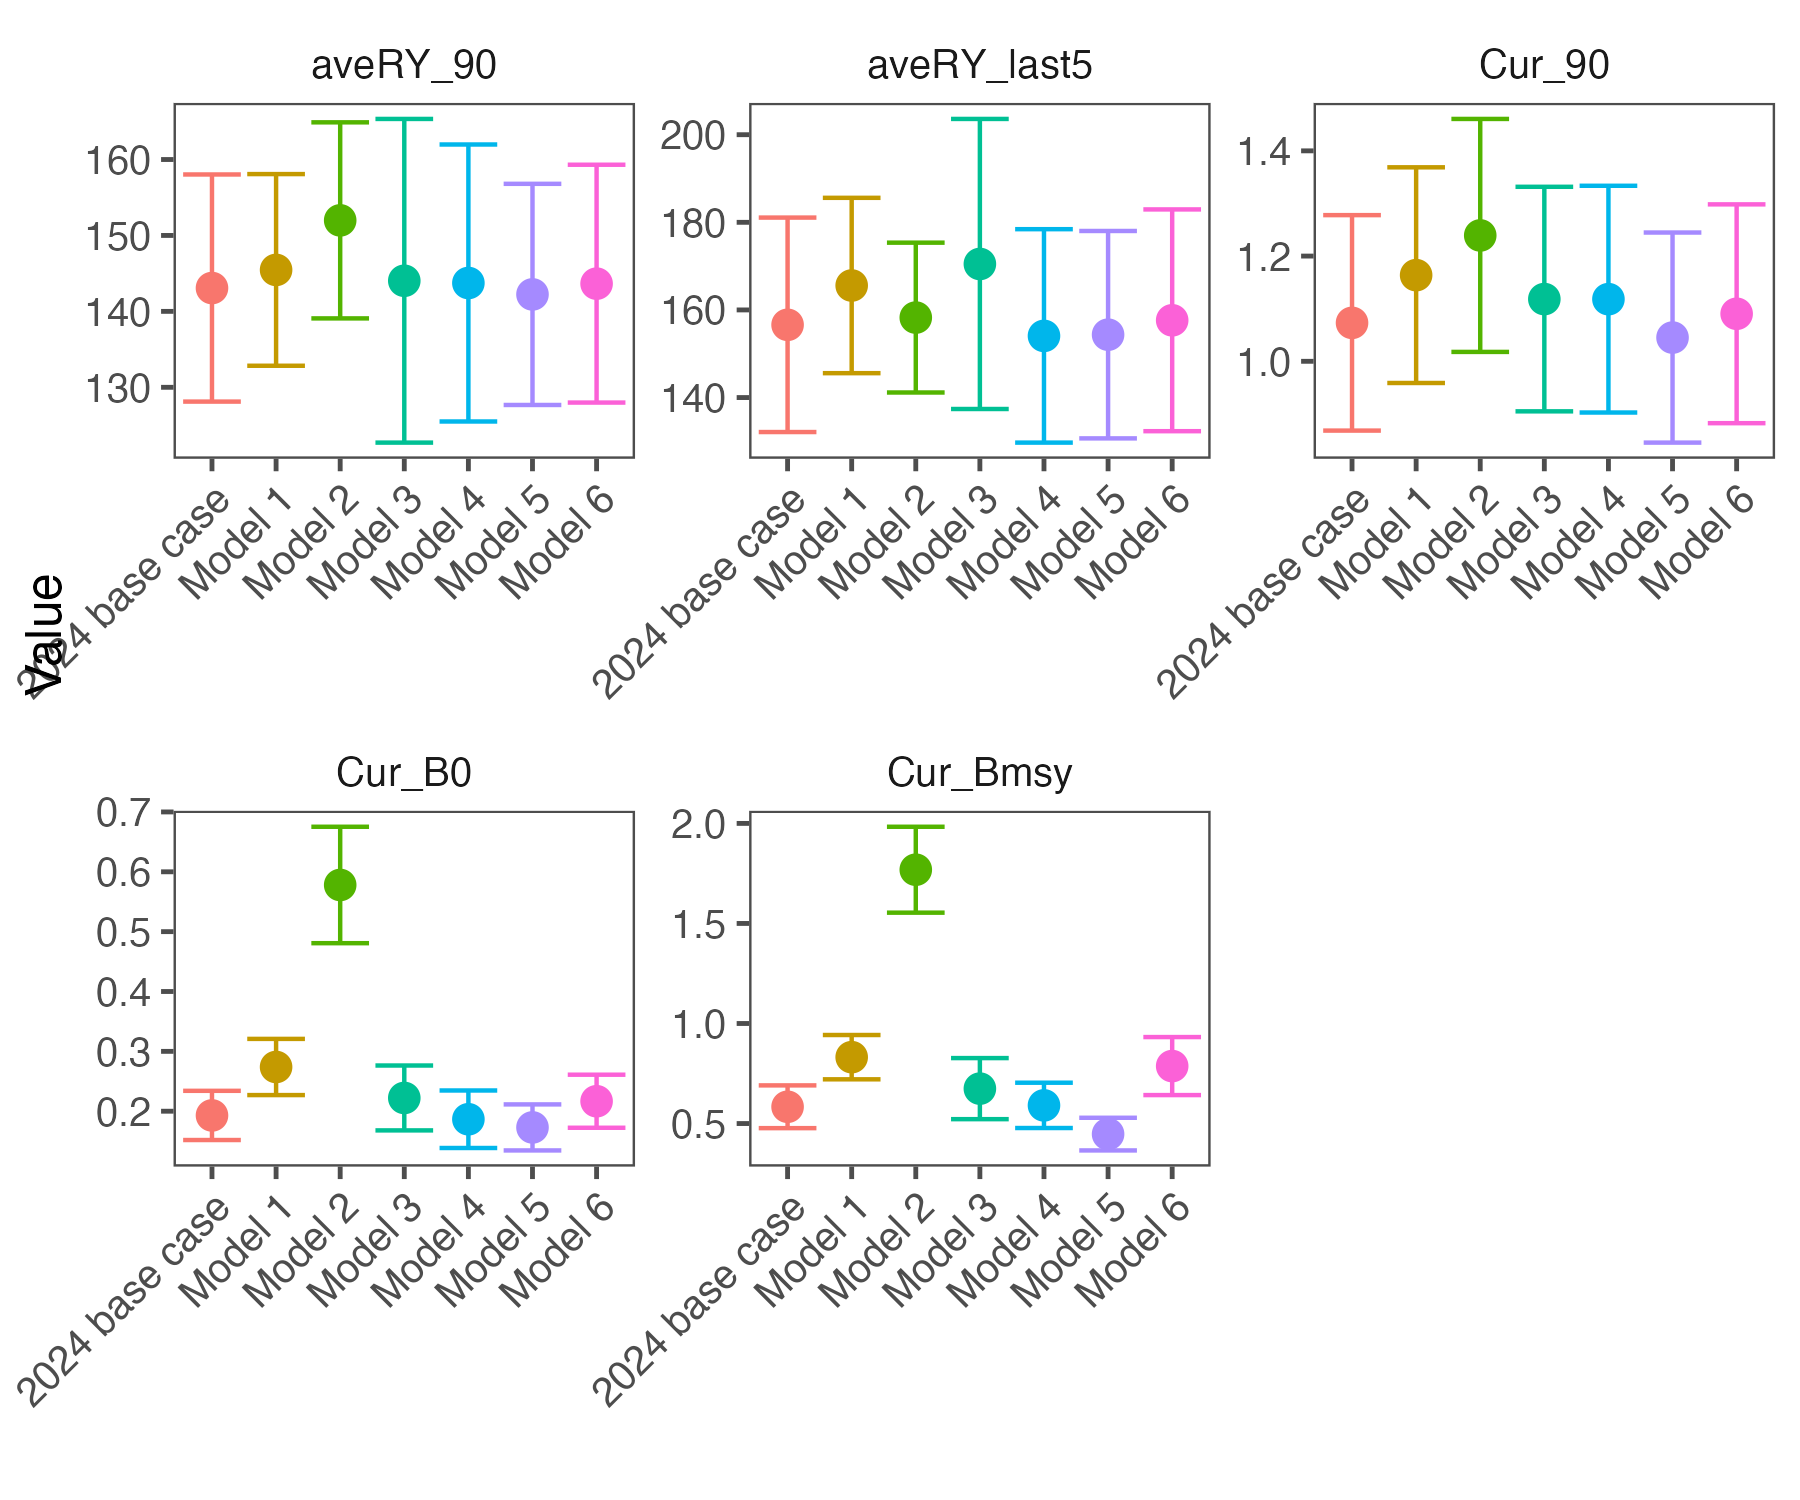 aveRY_90
aveRY_last5
Cur_90
160
150
140
130
200
180
160
140
1.4
1.2
1.0
2024 base case
Model 1
Model 2
Model 3
Model 4
Model 5
Model 6
2024 base case
Model 1
Model 2
Model 3
Model 4
Model 5
Model 6
2024 base case
Model 1
Model 2
Model 3
Model 4
Model 5
Model 6
Value
Cur_B0
Cur_Bmsy
0.7
0.6
0.5
0.4
0.3
0.2
2.0
1.5
1.0
0.5
2024 base case
Model 1
Model 2
Model 3
Model 4
Model 5
Model 6
2024 base case
Model 1
Model 2
Model 3
Model 4
Model 5
Model 6